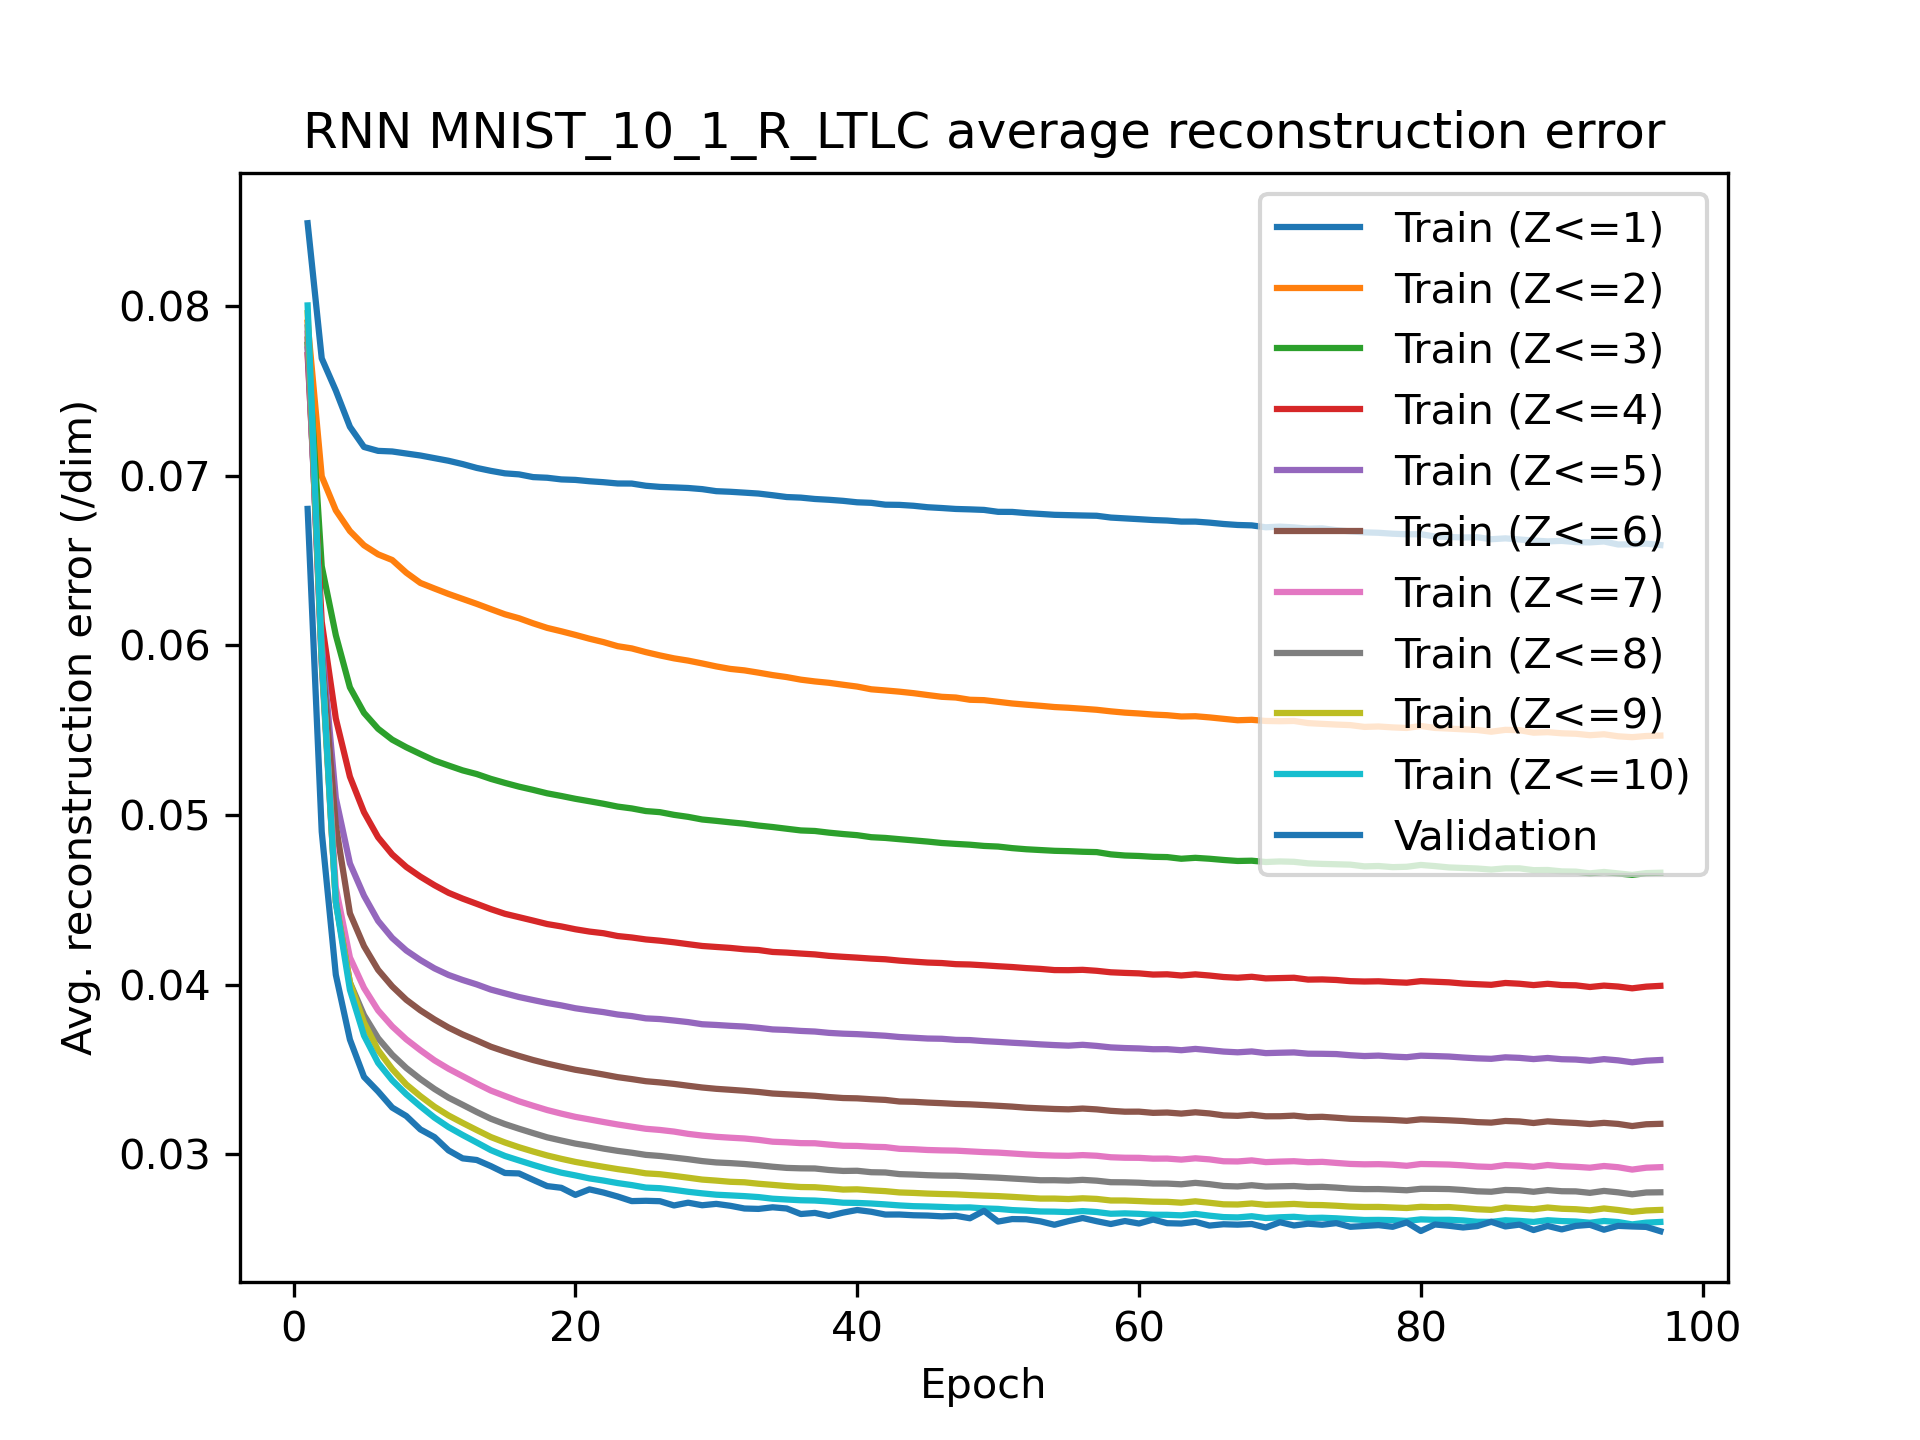 RNN MNIST_10_1_R_LTLC average reconstruction error
Avg. reconstruction error (/dim)
0.08
0.07
0.06
0.05
0.04
0.03
Train (Z<=1)
Train (Z<=2)
Train (Z<=3)
Train (Z<=4)
Train (Z<=5)
Train (Z<=6)
Train (Z<=7)
Train (Z<=8)
Train (Z<=9)
Train (Z<=10)
Validation
0 20 40 60 80 100
Epoch